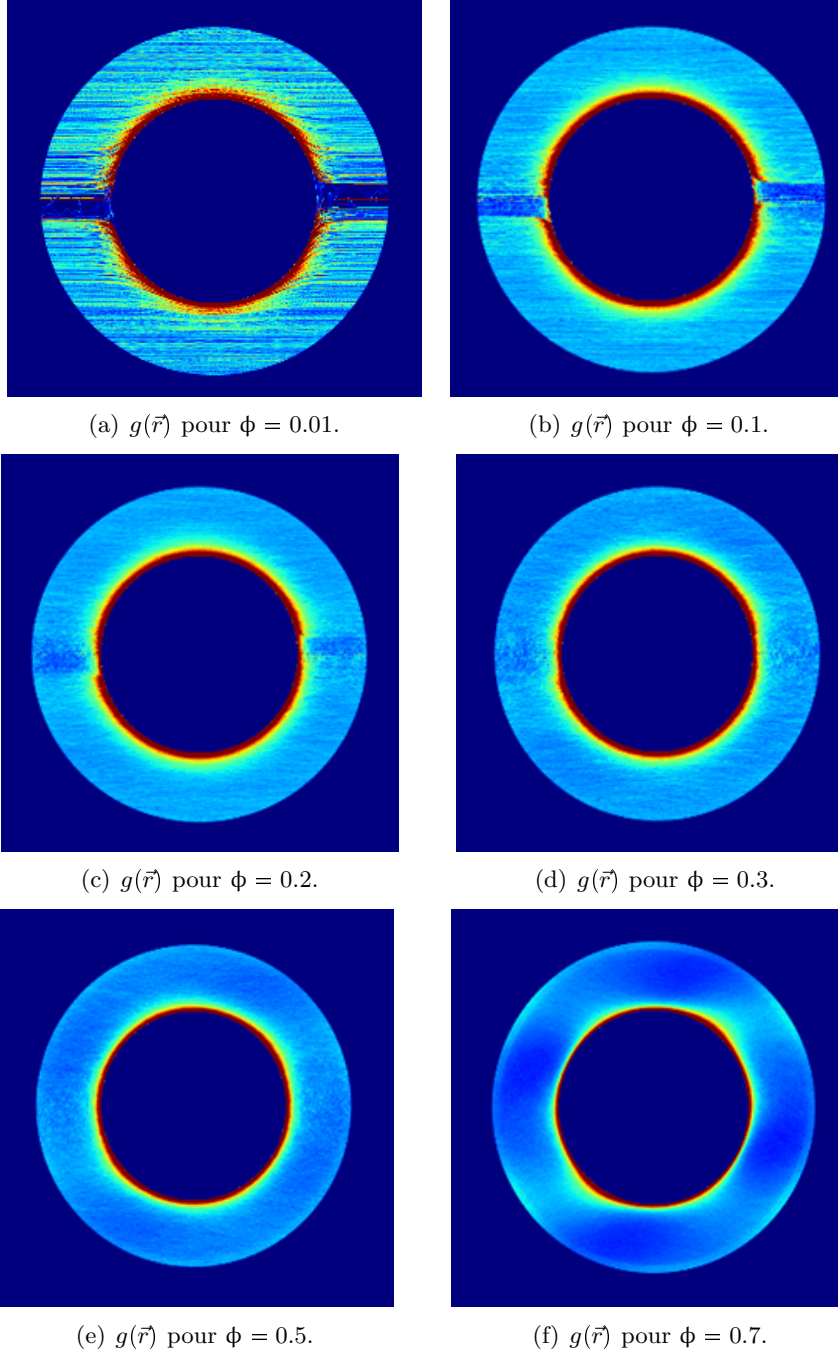 (a) g(r⃗) pour ϕ = 0.01.
(b) g(r⃗) pour ϕ = 0.1.
(c) g(r⃗) pour ϕ = 0.2.
(d) g(r⃗) pour ϕ = 0.3.
(e) g(r⃗) pour ϕ = 0.5.
(f) g(r⃗) pour ϕ = 0.7.